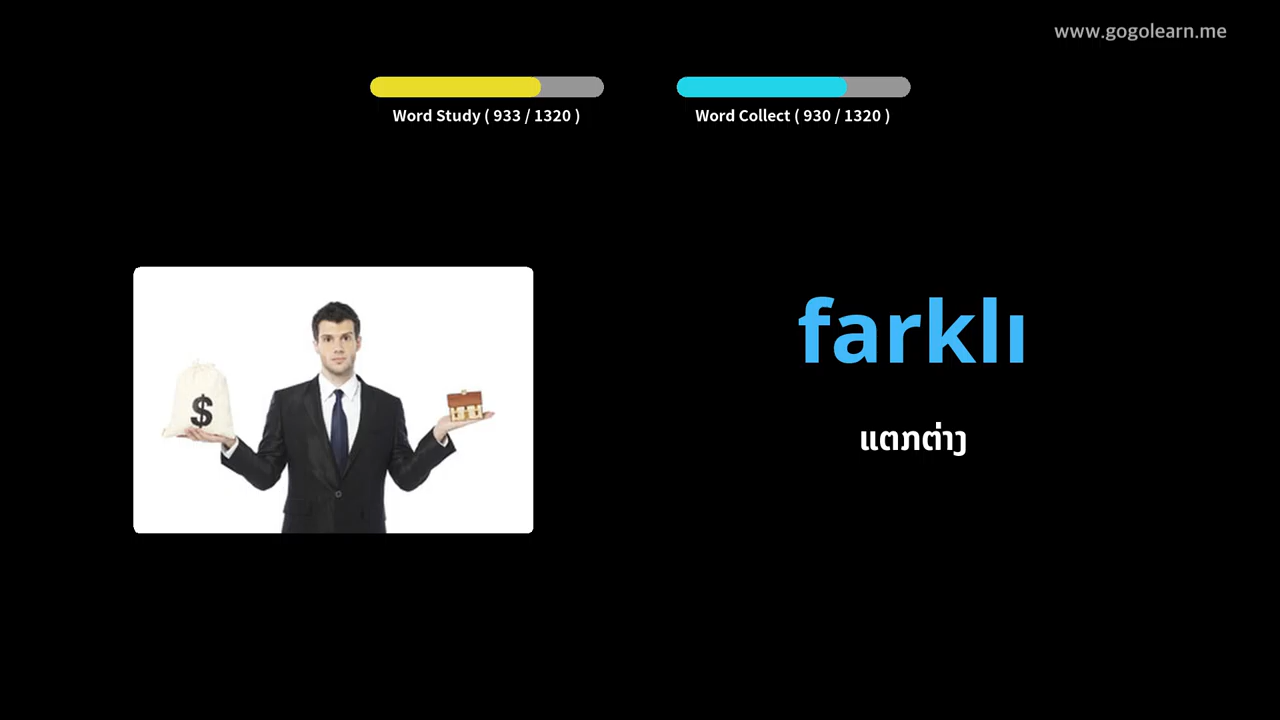 www.gogolearn.me
Word Study ( 933 / 1320 )
Word Collect ( 930 / 1320 )
$
farklı
ແຕກຕ່າງ